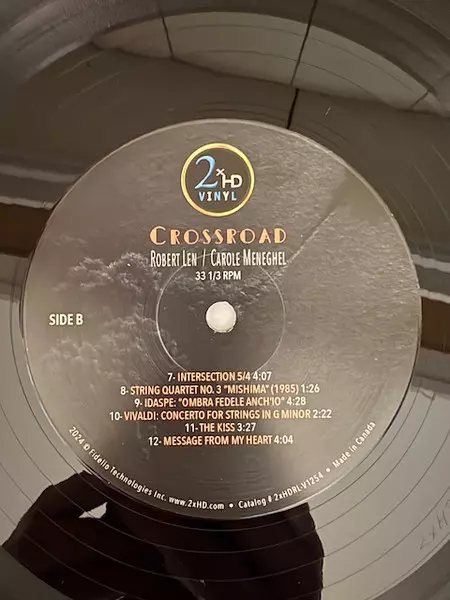 2xHD
VINYL
CROSSROAD
ROBERT LEN / CAROLE MENEGHEL
33 1/3 RPM
SIDE B
7- INTERSECTION 5/4 4:07
8- STRING QUARTET NO. 3 "MISHIMA" (1985) 1:26
9- IDASPE: "OMBRA FEDELE ANCH'IO" 4:28
10- VIVALDI: CONCERTO FOR STRINGS IN G MINOR 2:22
11- THE KISS 3:27
12- MESSAGE FROM MY HEART 4:04
2024 © Fidelio Technologies Inc. www.2xHD.com • Catalog # 2xHDRL-V1254 • Made in Canada